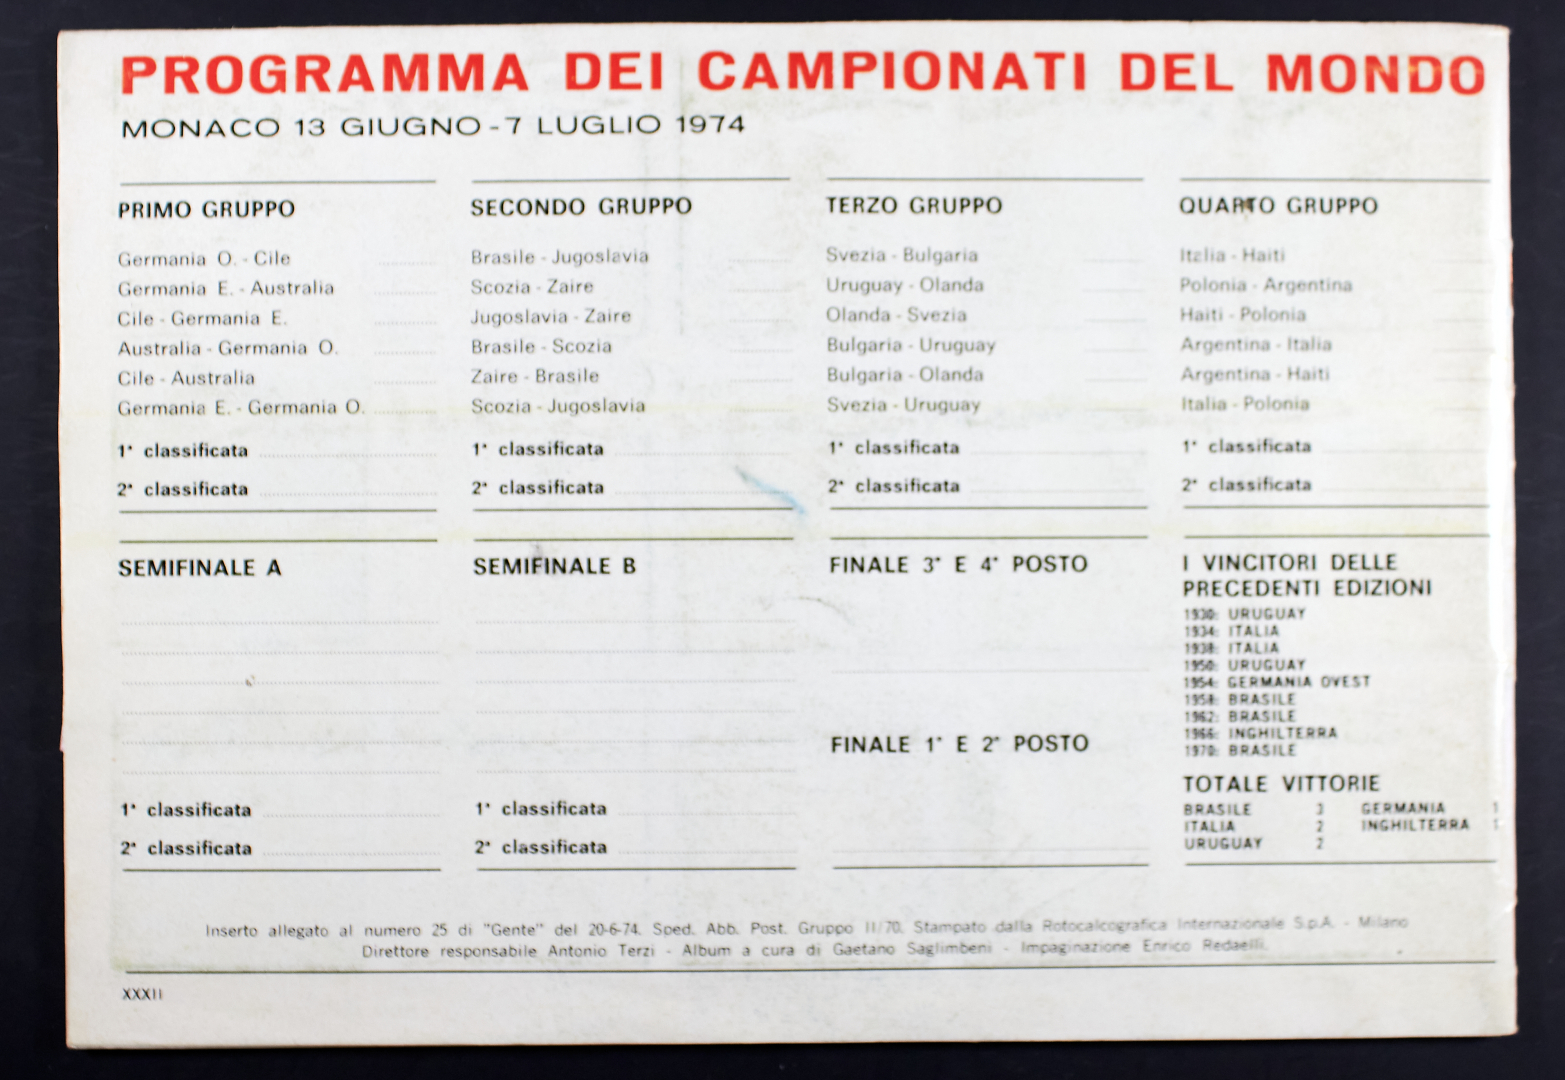 PROGRAMMA DEI CAMPIONATI DEL MONDO
MONACO 13 GIUGNO - 7 LUGLIO 1974
PRIMO GRUPPO
Germania O. - Cile
Germania E. - Australia
Cile - Germania E.
Australia - Germania O.
Cile - Australia
Germania E. - Germania O.
1ª classificata
2ª classificata
SECONDO GRUPPO
Brasile - Jugoslavia
Scozia - Zaire
Jugoslavia - Zaire
Brasile - Scozia
Zaire - Brasile
Scozia - Jugoslavia
1ª classificata
2ª classificata
TERZO GRUPPO
Svezia - Bulgaria
Uruguay - Olanda
Olanda - Svezia
Bulgaria - Uruguay
Bulgaria - Olanda
Svezia - Uruguay
1ª classificata
2ª classificata
QUARTO GRUPPO
Italia - Haiti
Polonia - Argentina
Haiti - Polonia
Argentina - Italia
Argentina - Haiti
Italia - Polonia
1ª classificata
2ª classificata
SEMIFINALE A
1ª classificata
2ª classificata
SEMIFINALE B
1ª classificata
2ª classificata
FINALE 3° E 4° POSTO
FINALE 1° E 2° POSTO
I VINCITORI DELLE
PRECEDENTI EDIZIONI
1930: URUGUAY
1934: ITALIA
1938: ITALIA
1950: URUGUAY
1954: GERMANIA OVEST
1958: BRASILE
1962: BRASILE
1966: INGHILTERRA
1970: BRASILE
TOTALE VITTORIE
BRASILE 3 GERMANIA 1
ITALIA 2 INGHILTERRA 1
URUGUAY 2
Inserto allegato al numero 25 di "Gente" del 20-6-74. Sped. Abb. Post. Gruppo II/70. Stampato dalla Rotocalcografica Internazionale S.p.A. - Milano
Direttore responsabile Antonio Terzi - Album a cura di Gaetano Saglimbeni - Impaginazione Enrico Redaelli.
XXXII